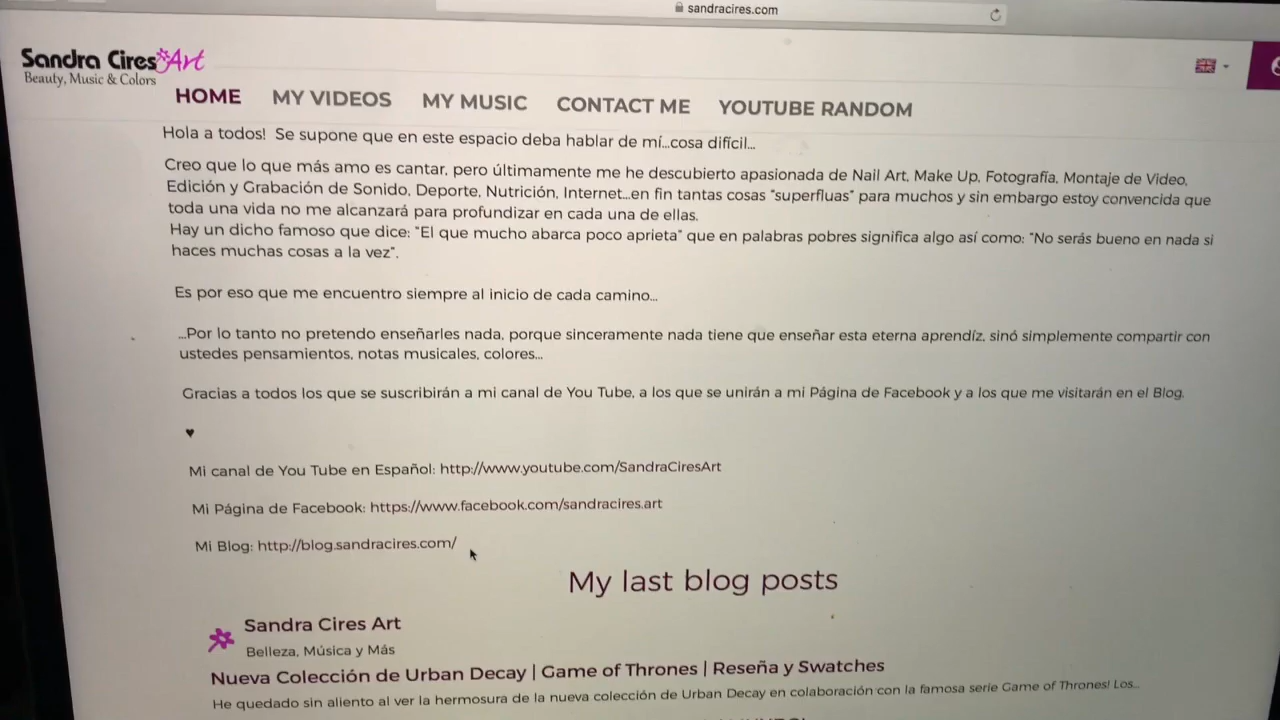 sandracires.com
Sandra Cires Art
Beauty, Music & Colors
HOME MY VIDEOS MY MUSIC CONTACT ME YOUTUBE RANDOM
Hola a todos! Se supone que en este espacio deba hablar de mí...cosa difícil...
Creo que lo que más amo es cantar, pero últimamente me he descubierto apasionada de Nail Art, Make Up, Fotografía, Montaje de Video,
Edición y Grabación de Sonido, Deporte, Nutrición, Internet...en fin tantas cosas "superfluas" para muchos y sin embargo estoy convencida que
toda una vida no me alcanzará para profundizar en cada una de ellas.
Hay un dicho famoso que dice: "El que mucho abarca poco aprieta" que en palabras pobres significa algo así como: "No serás bueno en nada si
haces muchas cosas a la vez".
Es por eso que me encuentro siempre al inicio de cada camino...
...Por lo tanto no pretendo enseñarles nada, porque sinceramente nada tiene que enseñar esta eterna aprendíz, sinó simplemente compartir con
ustedes pensamientos, notas musicales, colores...
Gracias a todos los que se suscribirán a mi canal de You Tube, a los que se unirán a mi Página de Facebook y a los que me visitarán en el Blog.
♥
Mi canal de You Tube en Español: http://www.youtube.com/SandraCiresArt
Mi Página de Facebook: https://www.facebook.com/sandracires.art
Mi Blog: http://blog.sandracires.com/
My last blog posts
Sandra Cires Art
Belleza, Música y Más
Nueva Colección de Urban Decay | Game of Thrones | Reseña y Swatches
He quedado sin aliento al ver la hermosura de la nueva colección de Urban Decay en colaboración con la famosa serie Game of Thrones! Los...